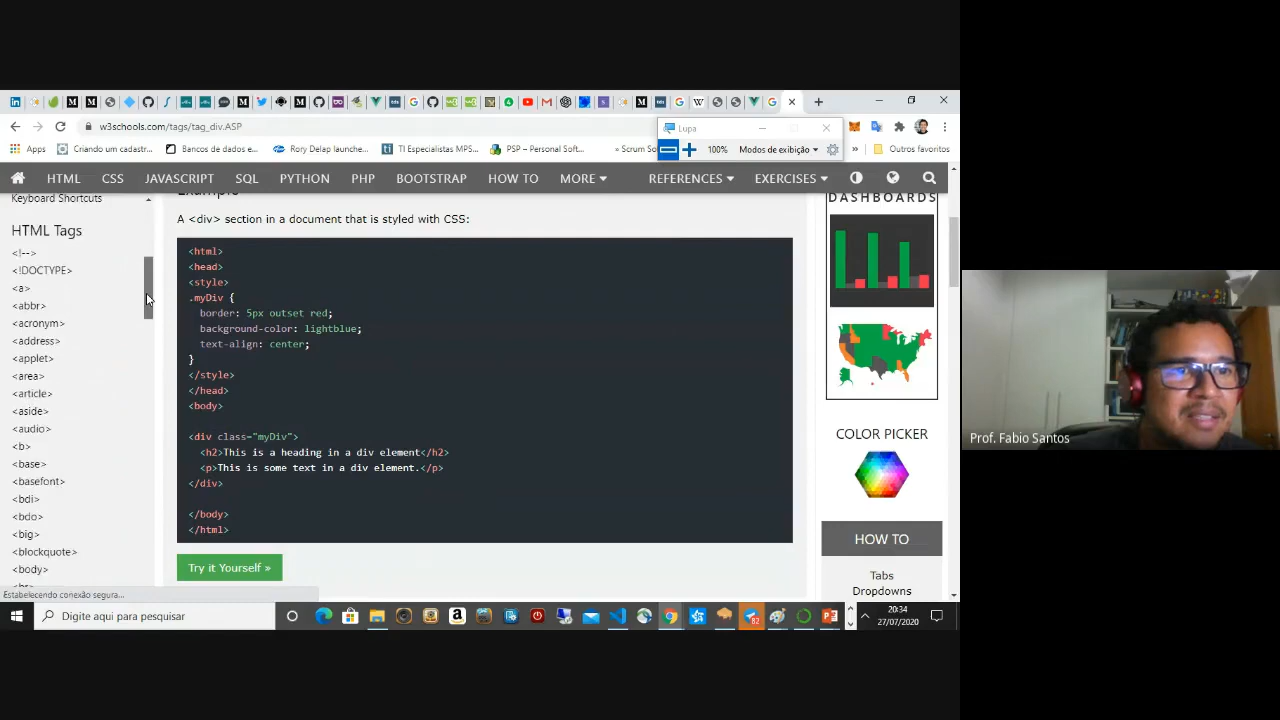 w3schools.com/tags/tag_div.ASP
Lupa
100%
Modos de exibição
Apps
Criando um cadastr...
Bancos de dados e...
Rory Delap launche...
TI Especialistas MPS...
PSP – Personal Soft...
» Scrum So
»
Outros favoritos
HTML
CSS
JAVASCRIPT
SQL
PYTHON
PHP
BOOTSTRAP
HOW TO
MORE
REFERENCES
EXERCISES
Keyboard Shortcuts
HTML Tags
<!-->
<!DOCTYPE>
<a>
<abbr>
<acronym>
<address>
<applet>
<area>
<article>
<aside>
<audio>
<b>
<base>
<basefont>
<bdi>
<bdo>
<big>
<blockquote>
<body>
Example
A <div> section in a document that is styled with CSS:
<html>
<head>
<style>
.myDiv {
border: 5px outset red;
background-color: lightblue;
text-align: center;
}
</style>
</head>
<body>
<div class="myDiv">
<h2>This is a heading in a div element</h2>
<p>This is some text in a div element.</p>
</div>
</body>
</html>
Try it Yourself »
DASHBOARDS
COLOR PICKER
HOW TO
Tabs
Dropdowns
Estabelecendo conexão segura...
Digite aqui para pesquisar
82
20:34
27/07/2020
Prof. Fabio Santos